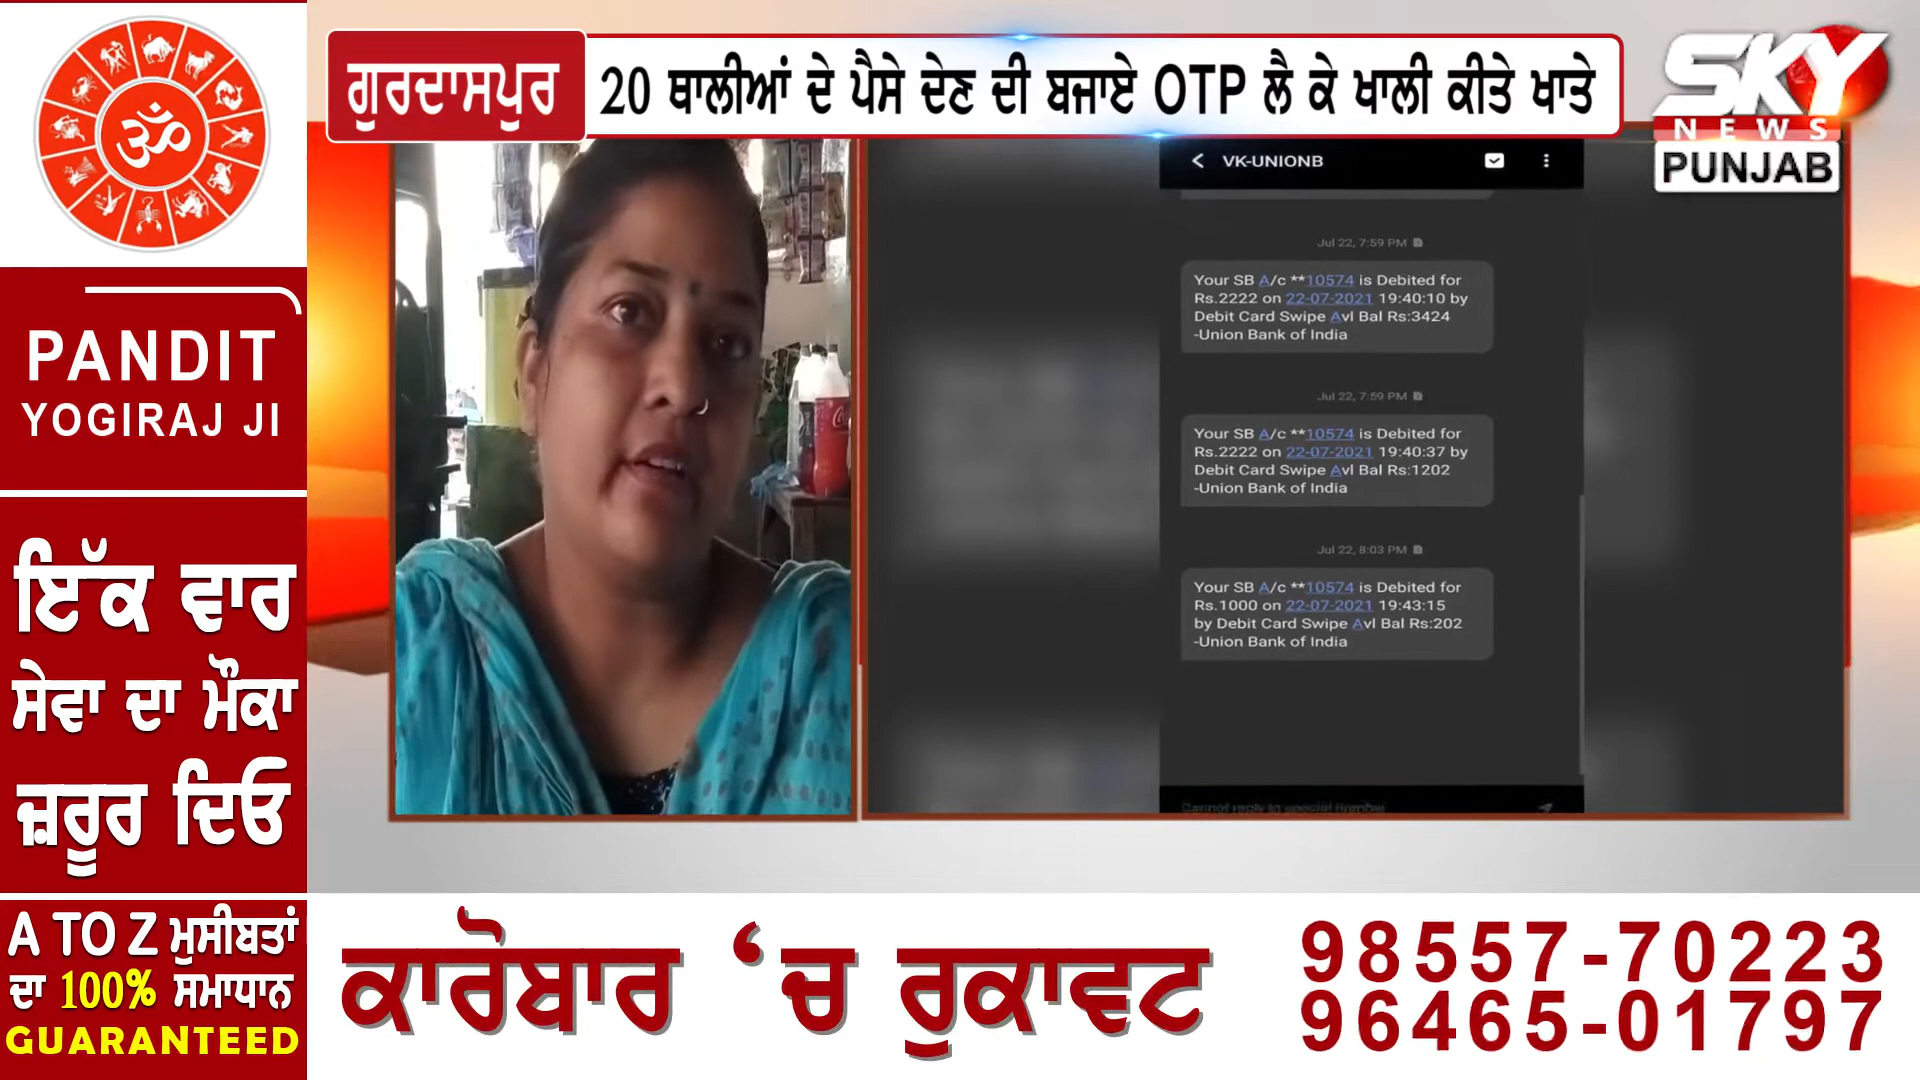 ਗੁਰਦਾਸਪੁਰ
20 ਥਾਲੀਆਂ ਦੇ ਪੈਸੇ ਦੇਣ ਦੀ ਬਜਾਏ OTP ਲੈ ਕੇ ਖਾਲੀ ਕੀਤੇ ਖਾਤੇ
SKY
NEWS
PUNJAB
ॐ
PANDIT
YOGIRAJ JI
ਇੱਕ ਵਾਰ
ਸੇਵਾ ਦਾ ਮੌਕਾ
ਜ਼ਰੂਰ ਦਿਓ
A TO Z ਮੁਸੀਬਤਾਂ
ਦਾ 100% ਸਮਾਧਾਨ
GUARANTEED
VK-UNIONB
Jul 22, 7:59 PM
Your SB A/c **10574 is Debited for
Rs.2222 on 22-07-2021 19:40:10 by
Debit Card Swipe Avl Bal Rs:3424
-Union Bank of India
Jul 22, 7:59 PM
Your SB A/c **10574 is Debited for
Rs.2222 on 22-07-2021 19:40:37 by
Debit Card Swipe Avl Bal Rs:1202
-Union Bank of India
Jul 22, 8:03 PM
Your SB A/c **10574 is Debited for
Rs.1000 on 22-07-2021 19:43:15
by Debit Card Swipe Avl Bal Rs:202
-Union Bank of India
Cannot reply to special number
ਕਾਰੋਬਾਰ ‘ਚ ਰੁਕਾਵਟ
98557-70223
96465-01797